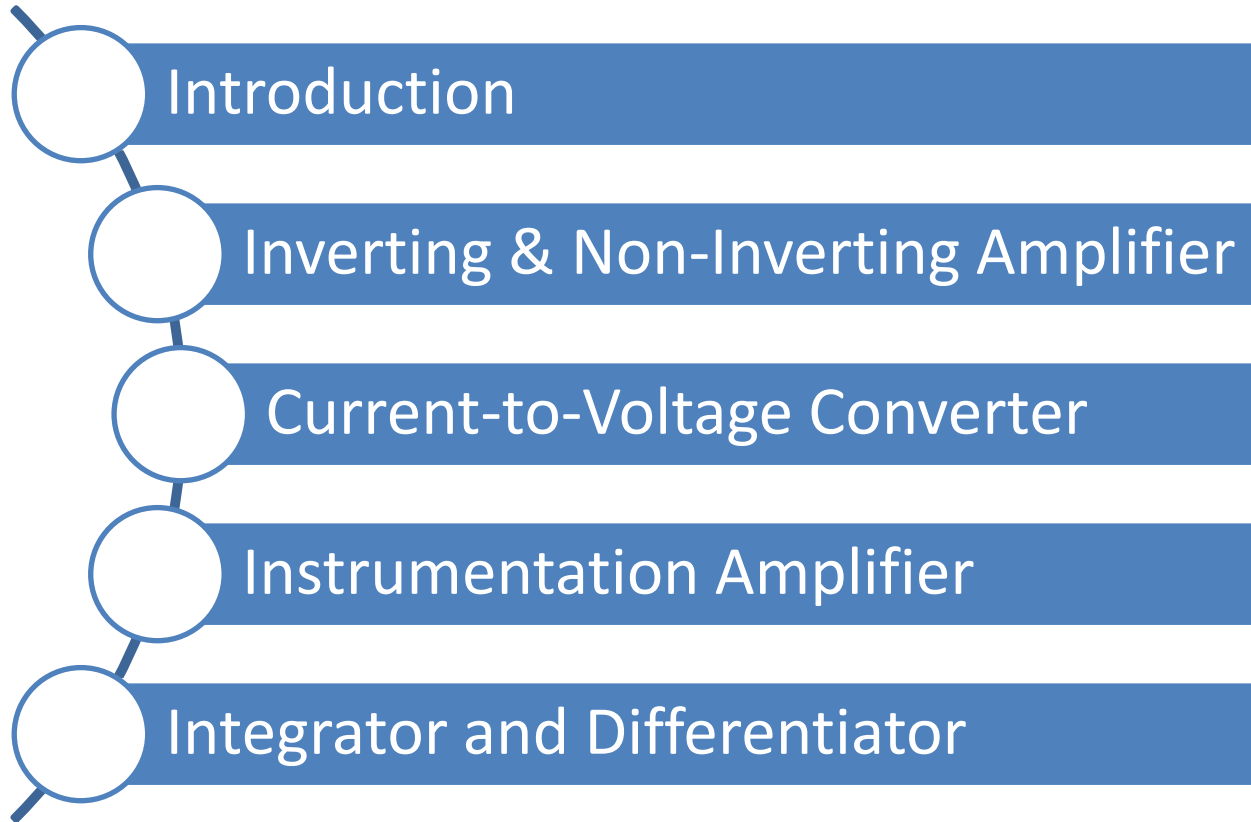 Introduction
Inverting & Non-Inverting Amplifier
Current-to-Voltage Converter
Instrumentation Amplifier
Integrator and Differentiator